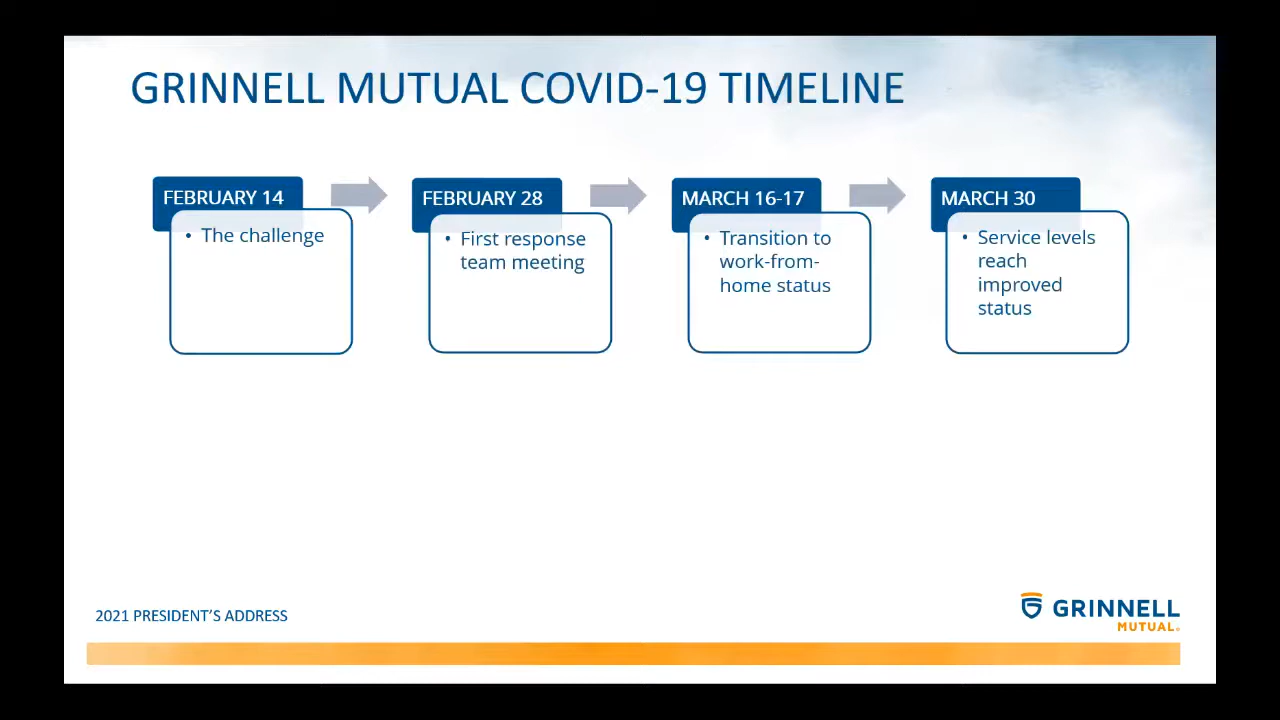 GRINNELL MUTUAL COVID-19 TIMELINE
FEBRUARY 14
• The challenge
FEBRUARY 28
• First response
team meeting
MARCH 16-17
• Transition to
work-from-
home status
MARCH 30
• Service levels
reach
improved
status
2021 PRESIDENT'S ADDRESS
GRINNELL
MUTUAL®